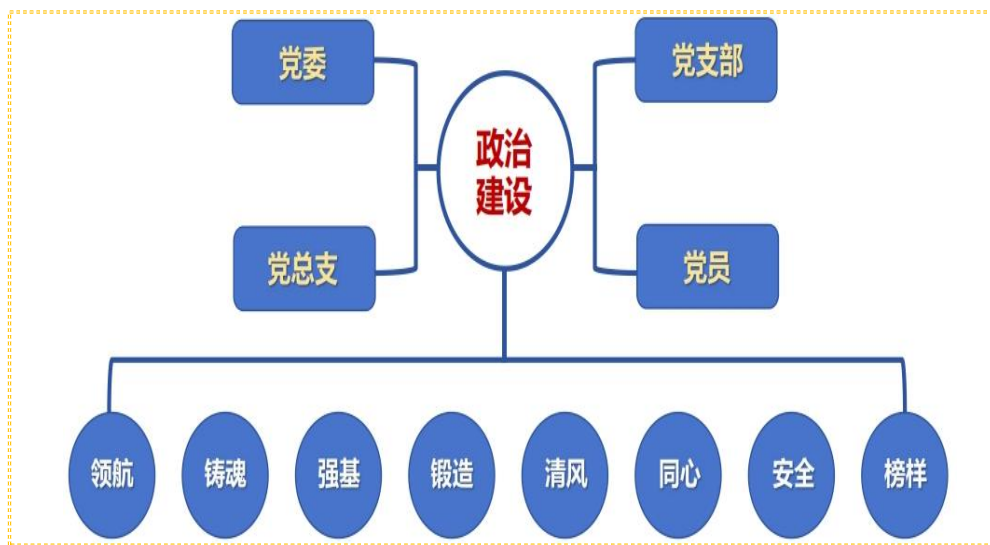 党委
党支部
政治
建设
党总支
党员
领航
铸魂
强基
锻造
清风
同心
安全
榜样